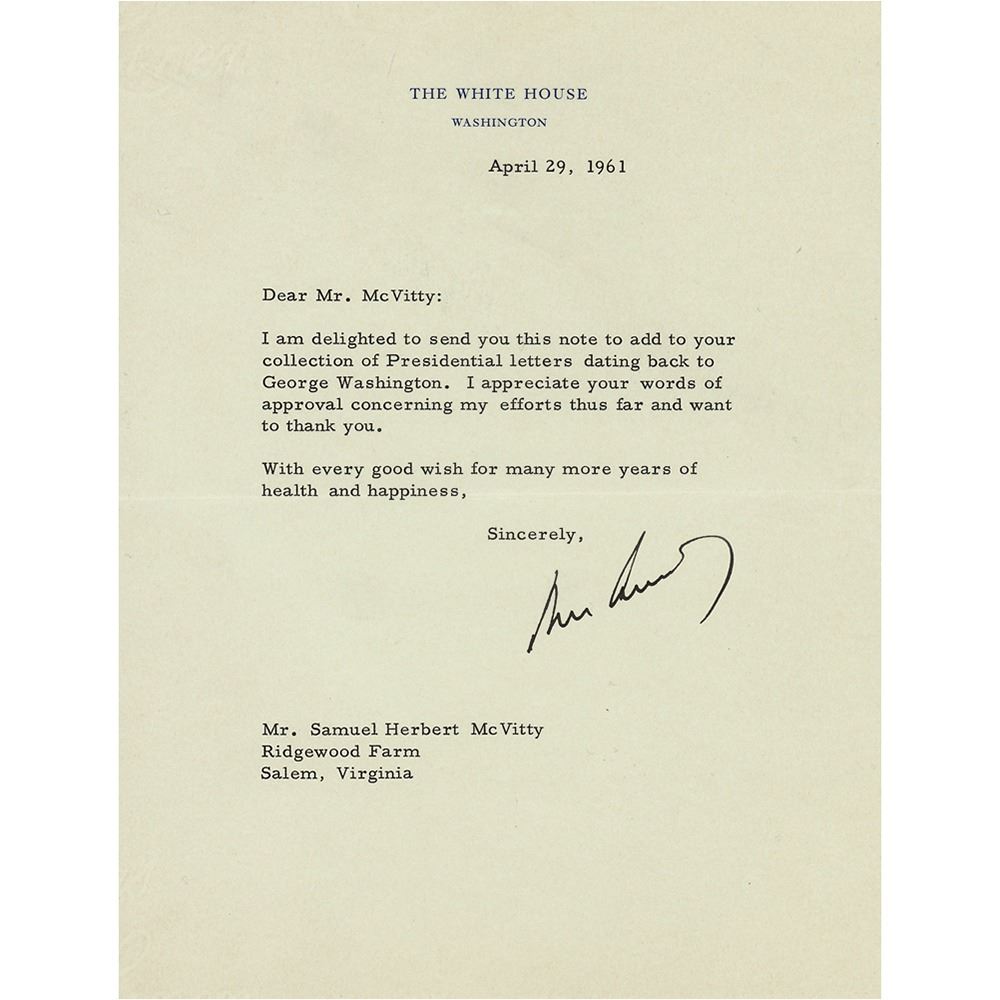 THE WHITE HOUSE
WASHINGTON
April 29, 1961
Dear Mr. McVitty:
I am delighted to send you this note to add to your
collection of Presidential letters dating back to
George Washington. I appreciate your words of
approval concerning my efforts thus far and want
to thank you.
With every good wish for many more years of
health and happiness,
Sincerely,
Mr. Samuel Herbert McVitty
Ridgewood Farm
Salem, Virginia